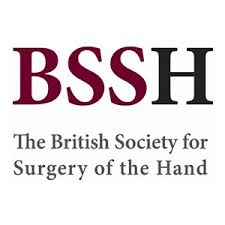 BSSH
The British Society for
Surgery of the Hand